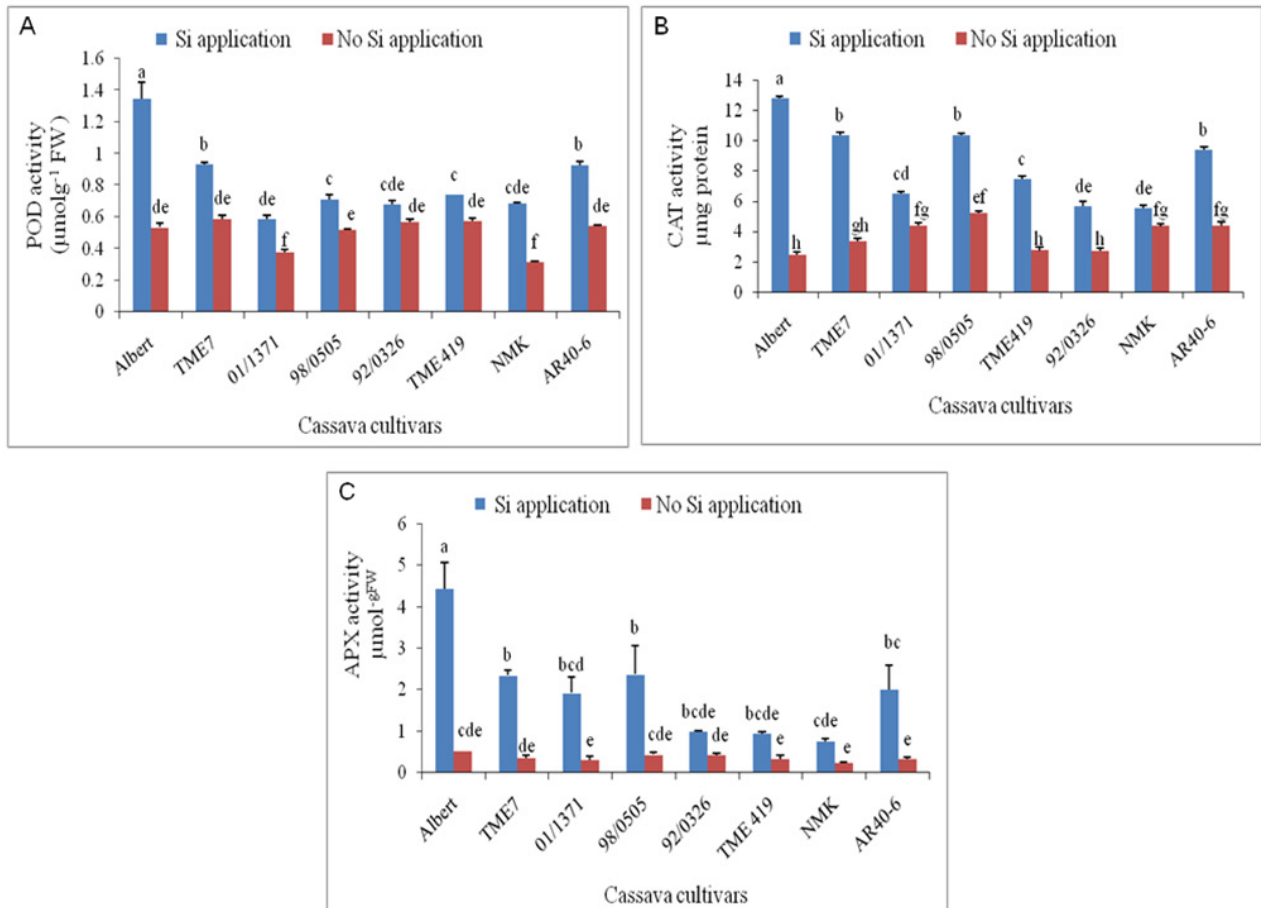 A
Si application No Si application
POD activity
(µmolg-1 FW)
1.6
1.4
1.2
1
0.8
0.6
0.4
0.2
0
a
de
b
de
de
f
c
e
cde
de
c
de
cde
f
b
de
Albert TME7 01/1371 98/0505 92/0326 TME 419 NMK AR40-6
Cassava cultivars
B
Si application No Si application
CAT activity
µmg protein
14
12
10
8
6
4
2
0
a
h
b
gh
cd
fg
b
ef
c
h
de
h
de
fg
b
fg
Albert TME7 01/1371 98/0505 TME419 92/0326 NMK AR40-6
Cassava cultivars
C
Si application No Si application
APX activity
µmol-gFW
6
5
4
3
2
1
0
a
cde
b
de
bcd
e
b
cde
bcde
de
bcde
e
cde
e
bc
e
Albert TME7 01/1371 98/0505 92/0326 TME 419 NMK AR40-6
Cassava cultivars